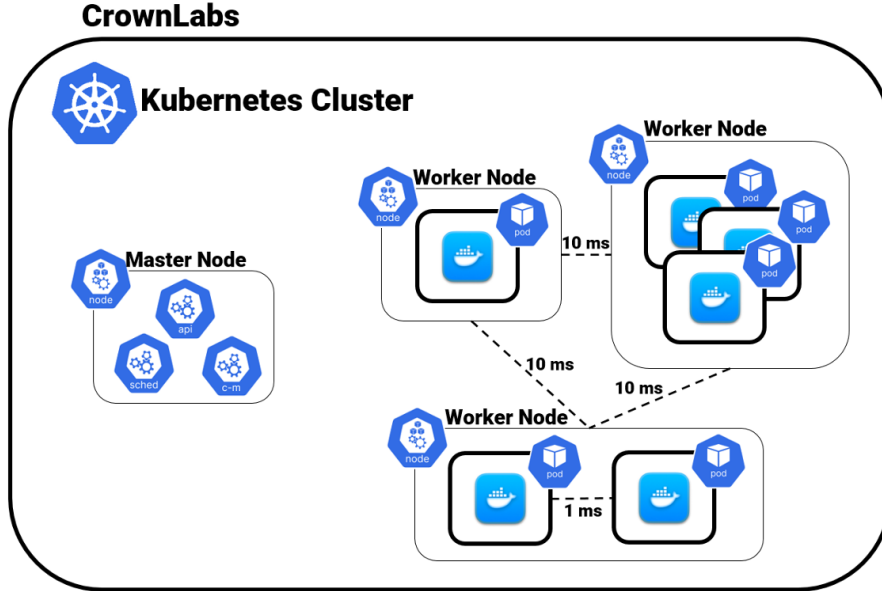 CrownLabs
Kubernetes Cluster
Worker Node
node
pod
pod
pod
Worker Node
node
pod
10 ms
Master Node
node
api
sched
c-m
10 ms
10 ms
Worker Node
node
pod
pod
1 ms